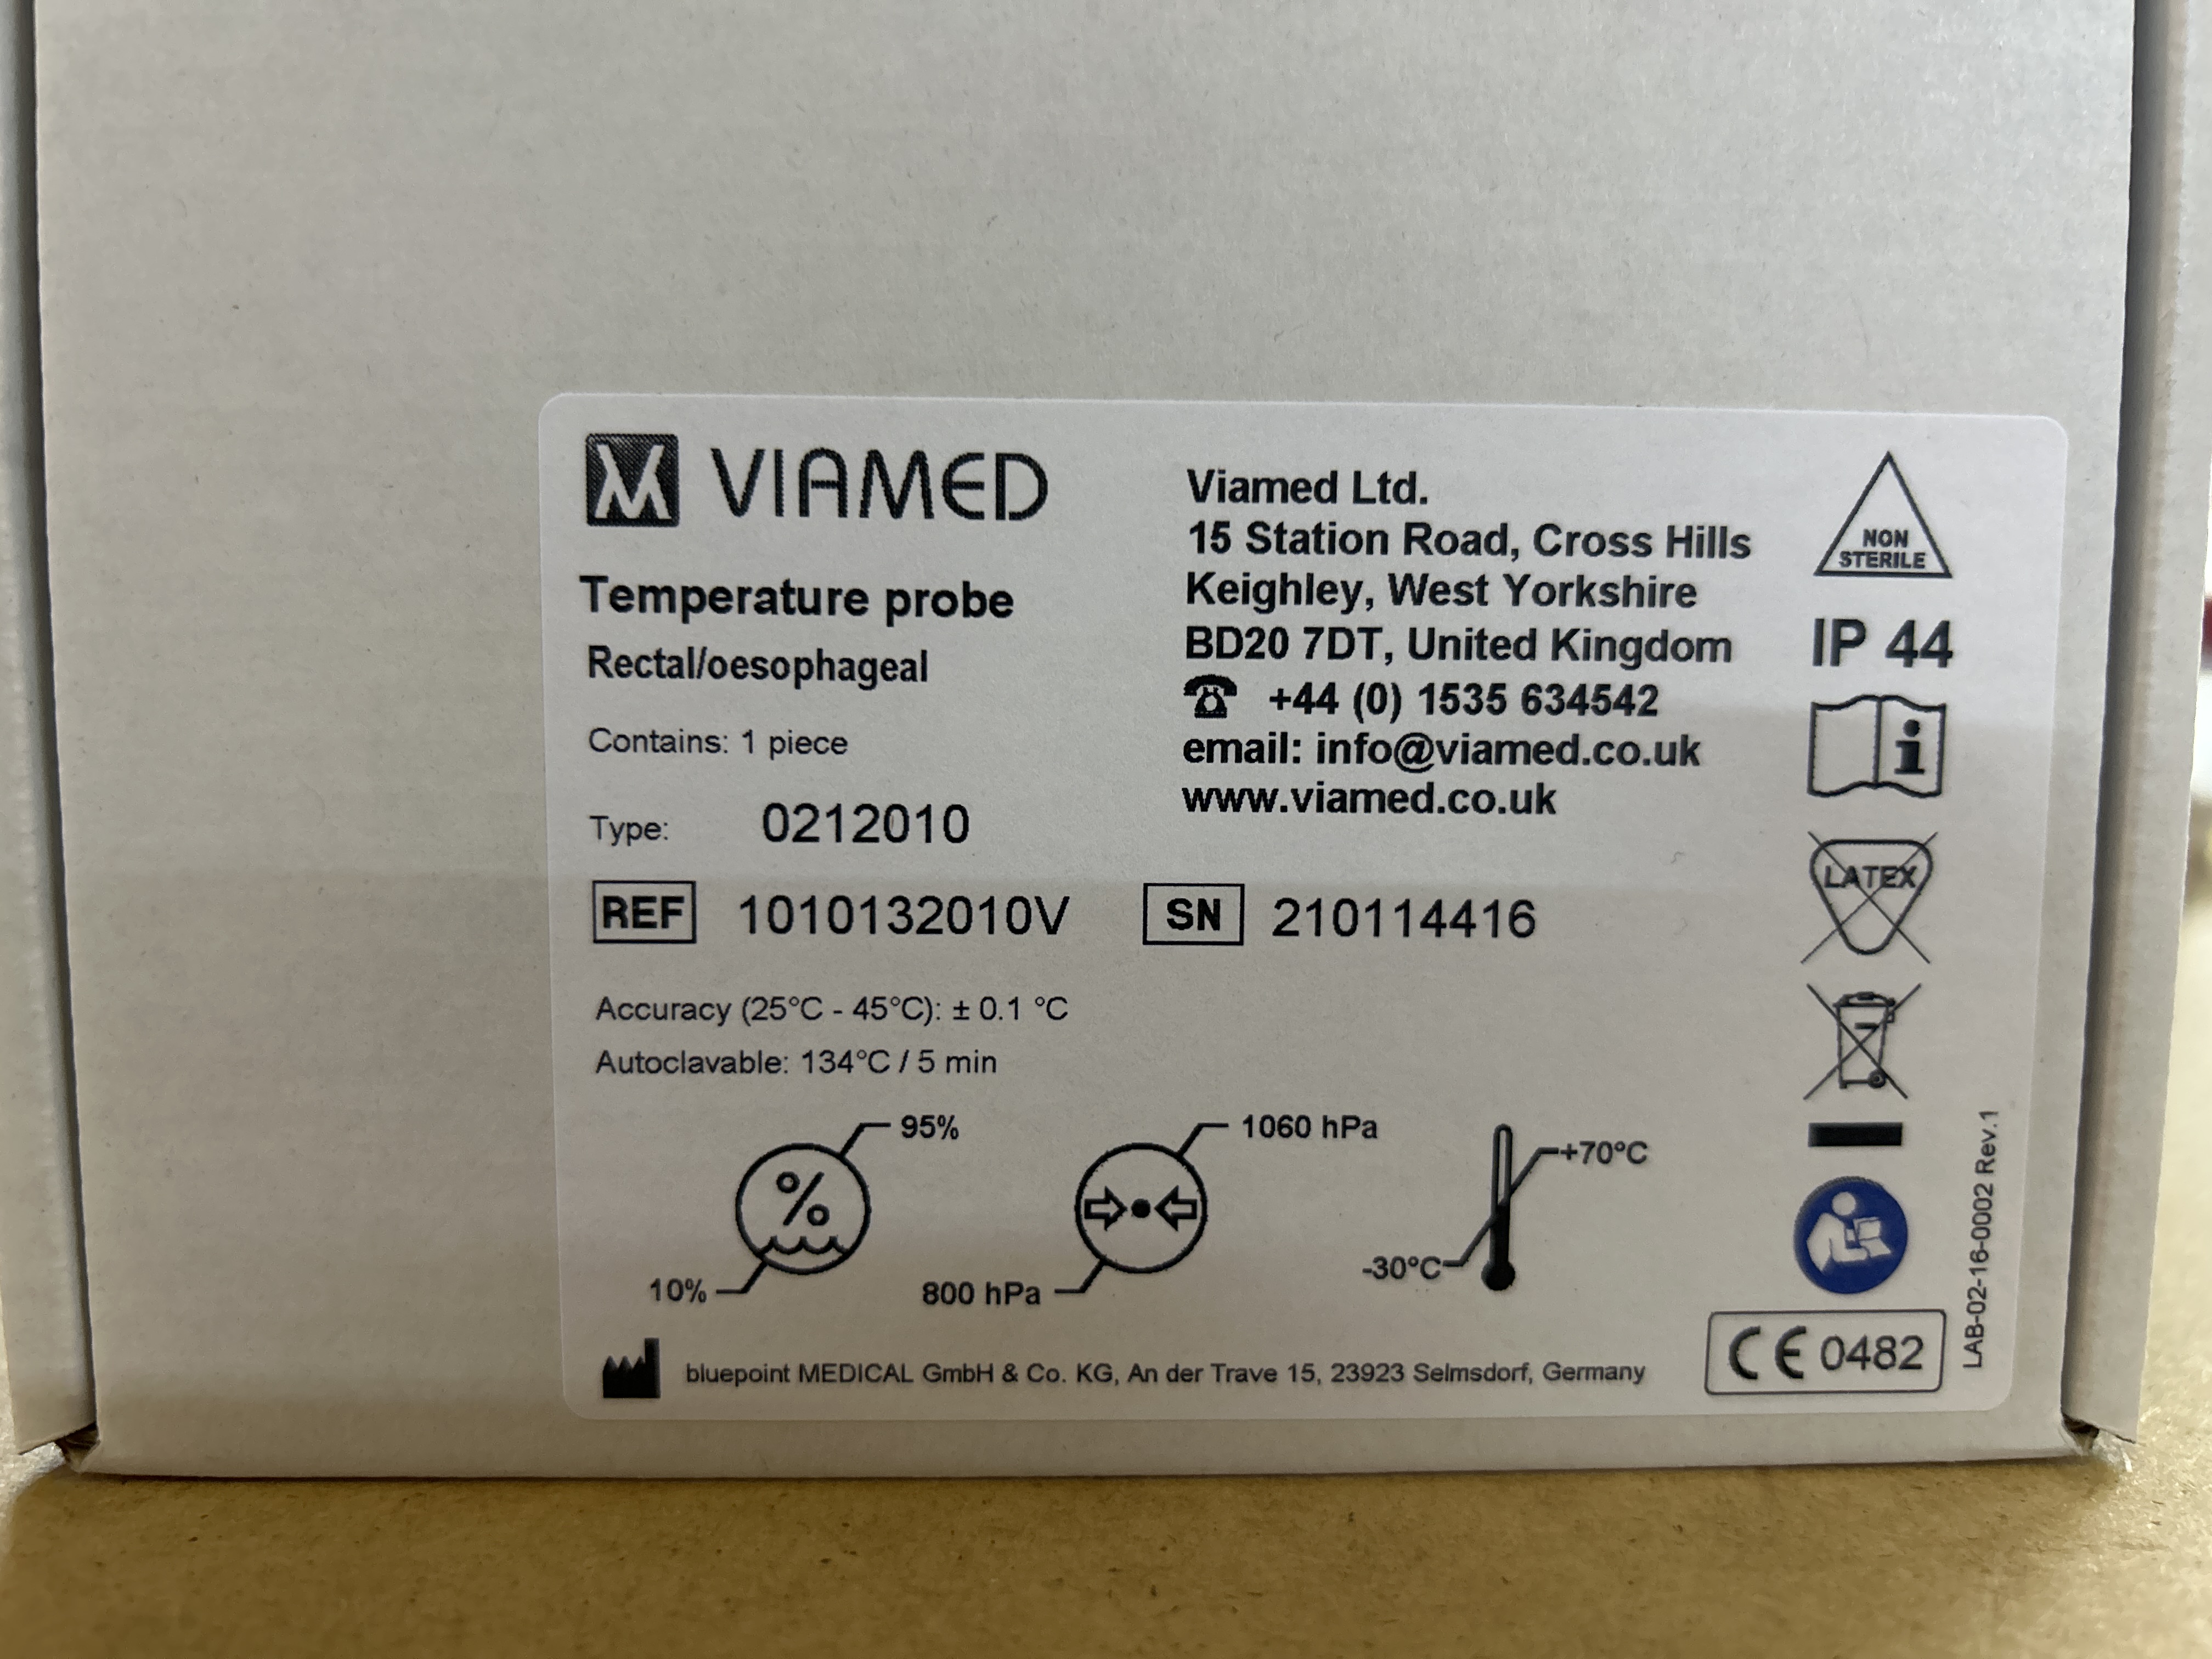 VIAMED
Temperature probe
Rectal/oesophageal
Contains: 1 piece
Type: 0212010
REF 1010132010V SN 210114416
Accuracy (25°C - 45°C): ± 0.1 °C
Autoclavable: 134°C / 5 min
Viamed Ltd.
15 Station Road, Cross Hills
Keighley, West Yorkshire
BD20 7DT, United Kingdom
+44 (0) 1535 634542
email: info@viamed.co.uk
www.viamed.co.uk
NON
STERILE
IP 44
i
LATEX
95%
%
10%
1060 hPa
800 hPa
+70°C
-30°C
bluepoint MEDICAL GmbH & Co. KG, An der Trave 15, 23923 Selmsdorf, Germany
CE 0482
LAB-02-16-0002 Rev.1